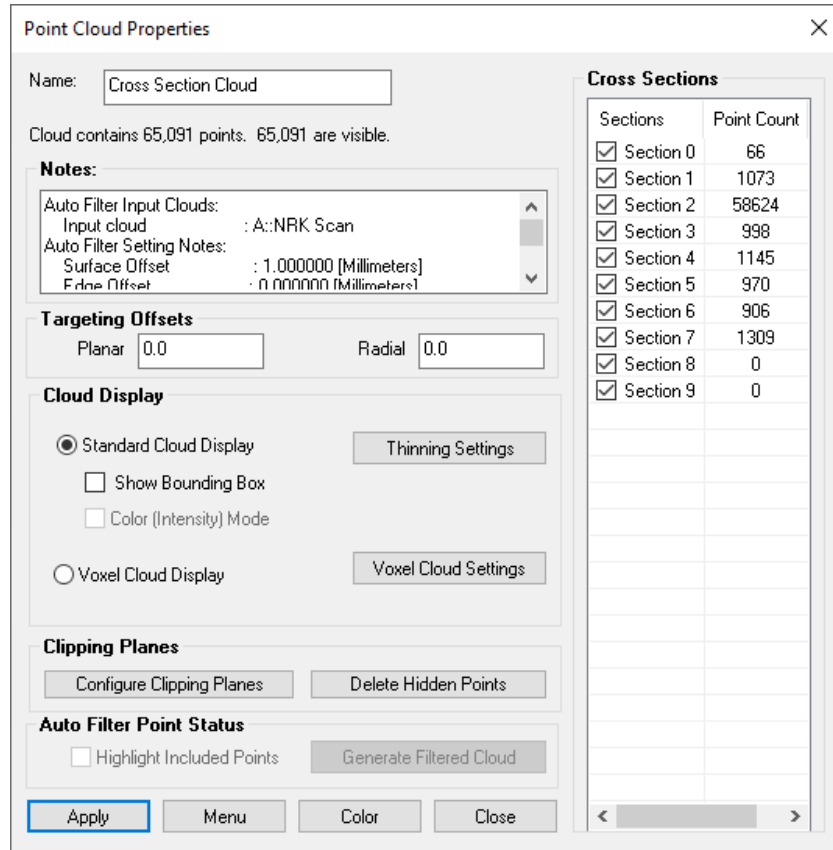 Point Cloud Properties
Name: Cross Section Cloud
Cloud contains 65,091 points. 65,091 are visible.
Notes:
Auto Filter Input Clouds:
Input cloud : A::NRK Scan
Auto Filter Setting Notes:
Surface Offset : 1.000000 [Millimeters]
Edge Offset : 0.000000 [Millimeters]
Targeting Offsets
Planar 0.0 Radial 0.0
Cloud Display
Standard Cloud Display Thinning Settings
Show Bounding Box
Color (Intensity) Mode
Voxel Cloud Display Voxel Cloud Settings
Clipping Planes
Configure Clipping Planes Delete Hidden Points
Auto Filter Point Status
Highlight Included Points Generate Filtered Cloud
Apply Menu Color Close
Cross Sections
Sections Point Count
Section 0 66
Section 1 1073
Section 2 58624
Section 3 998
Section 4 1145
Section 5 970
Section 6 906
Section 7 1309
Section 8 0
Section 9 0